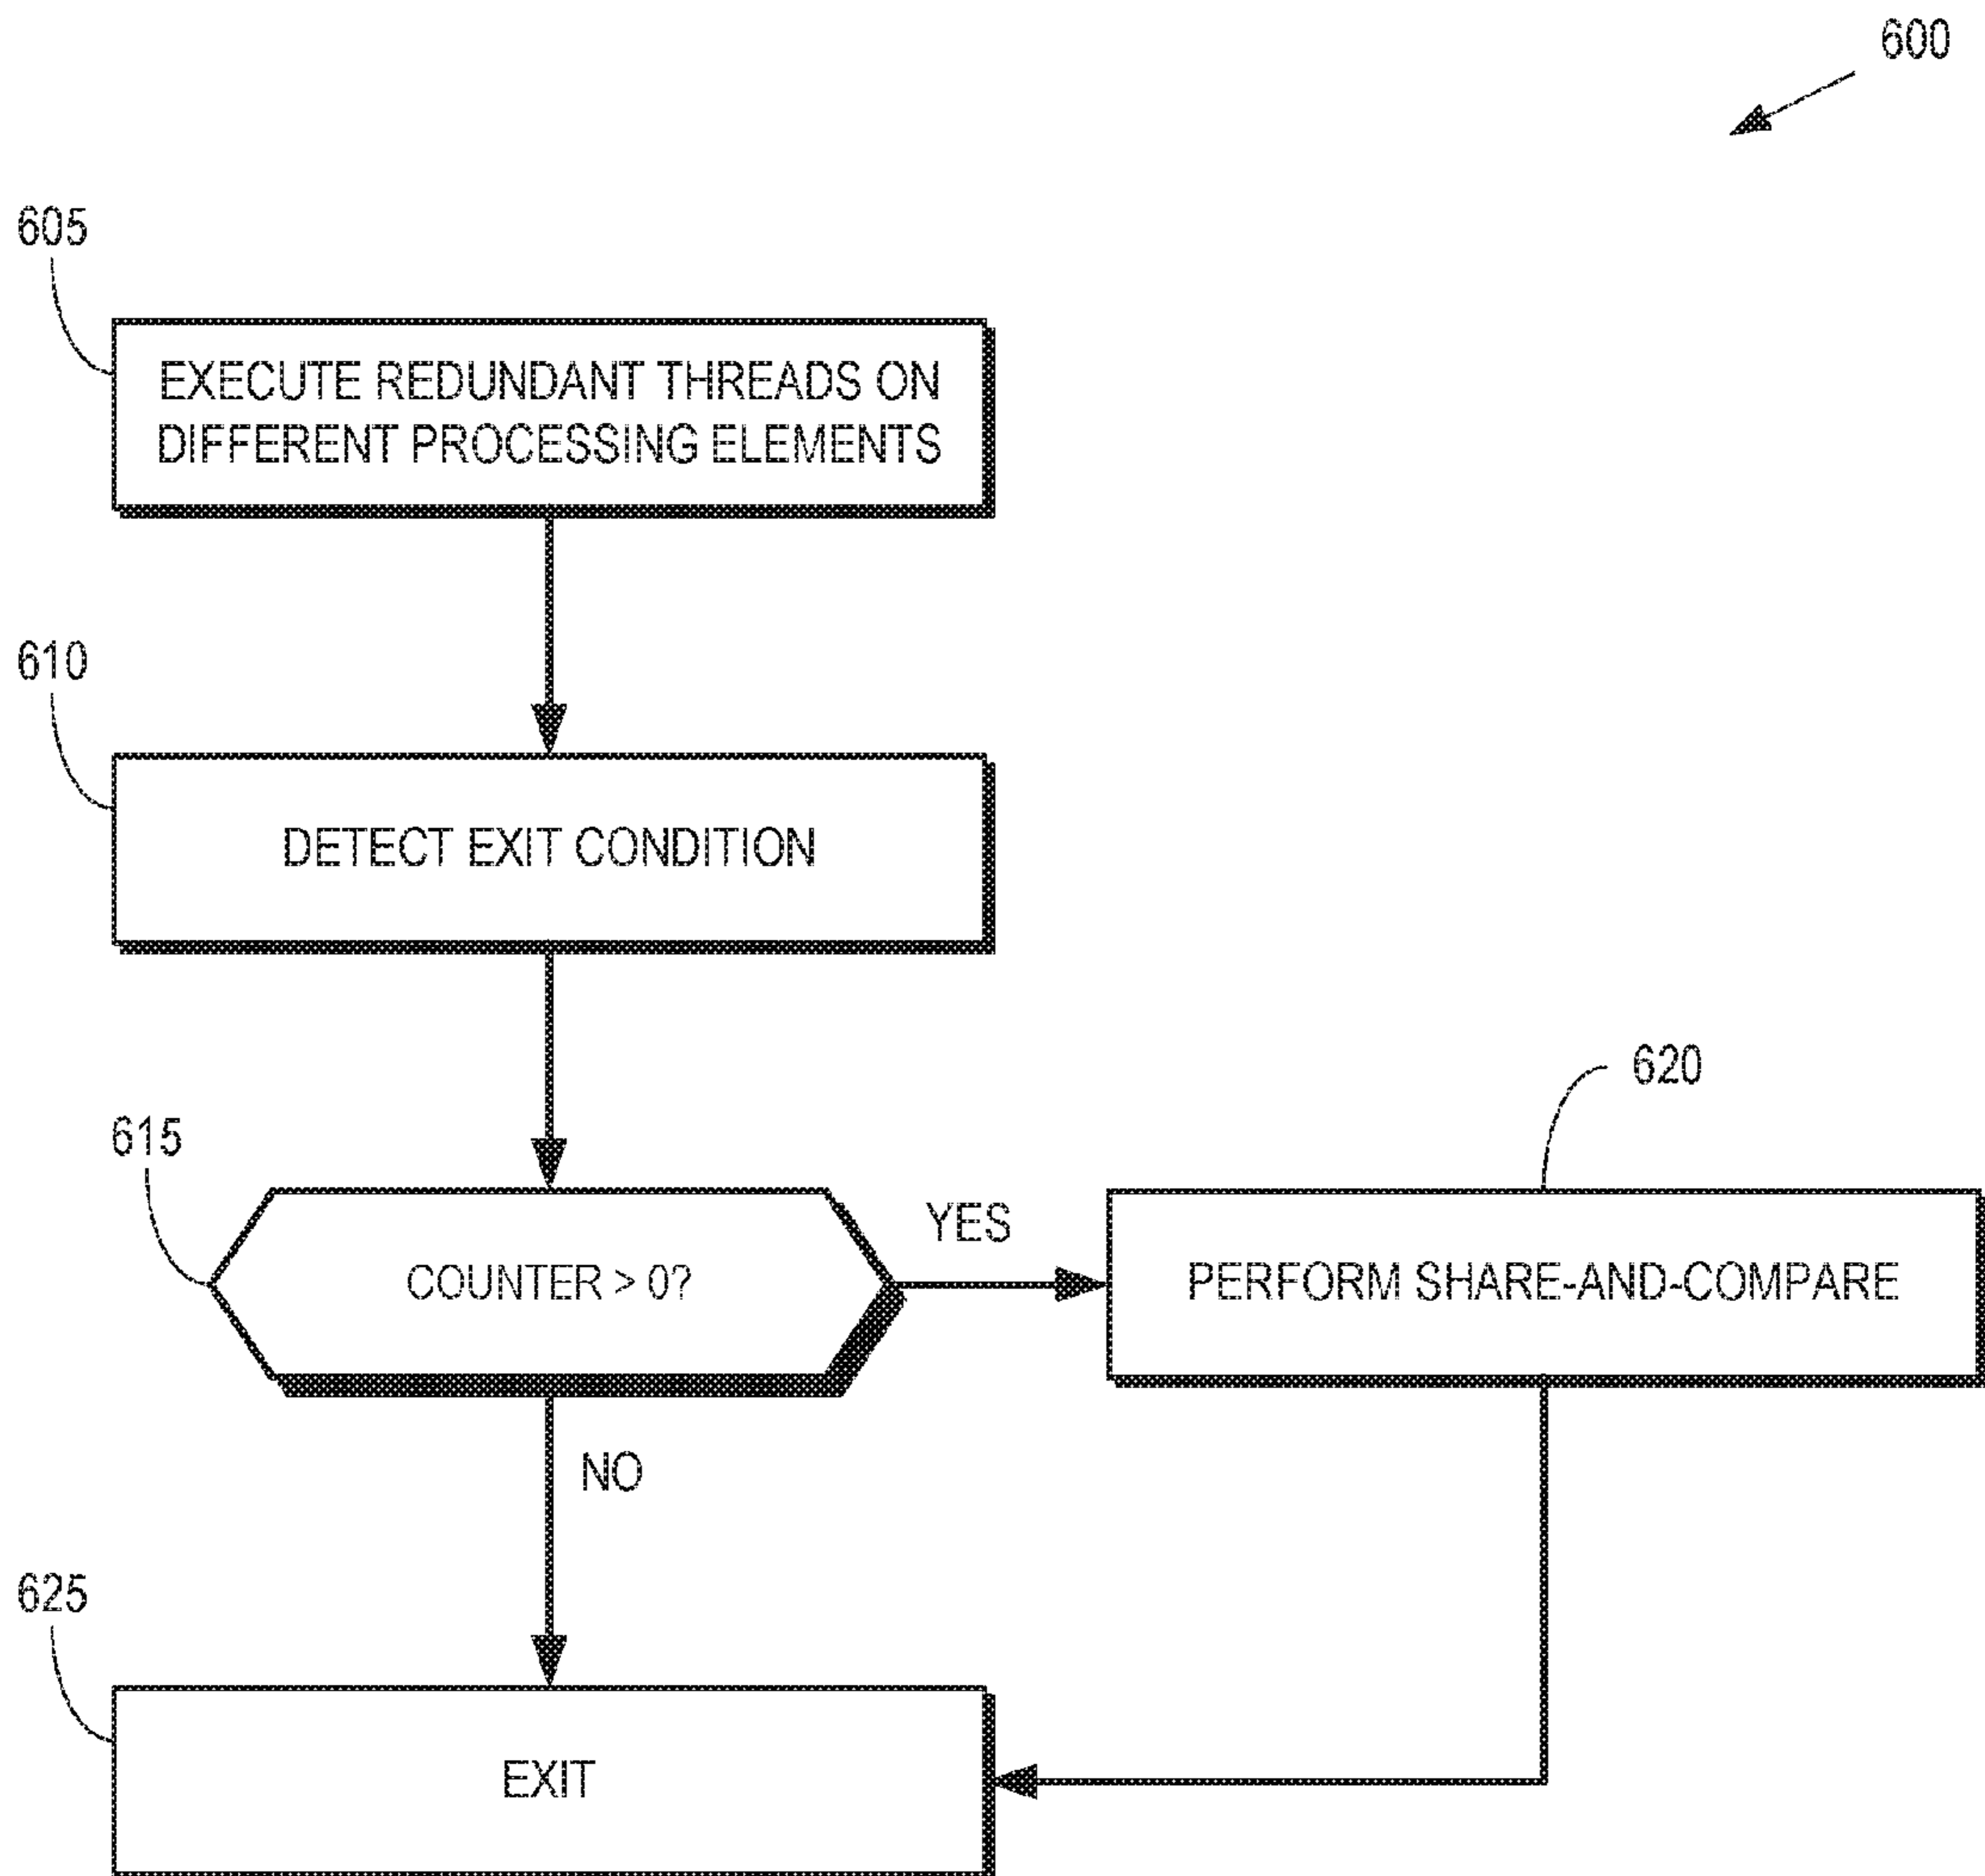 600
605
EXECUTE REDUNDANT THREADS ON
DIFFERENT PROCESSING ELEMENTS
610
DETECT EXIT CONDITION
615
COUNTER > 0?
YES
620
PERFORM SHARE-AND-COMPARE
NO
625
EXIT